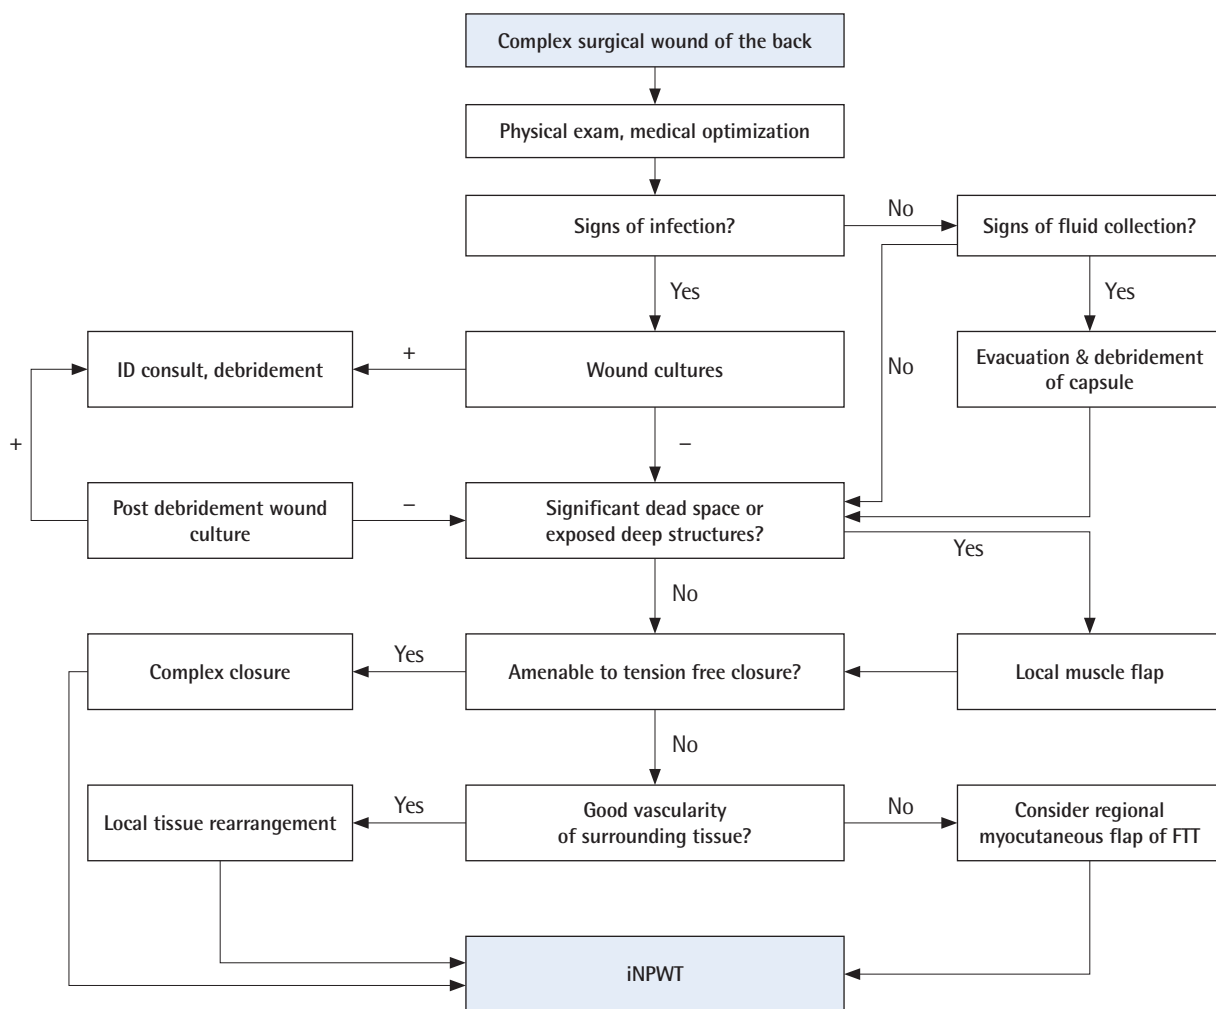 Complex surgical wound of the back
Physical exam, medical optimization
Signs of infection?
No
Signs of fluid collection?
Yes
Yes
ID consult, debridement
+
Wound cultures
No
Evacuation & debridement
of capsule
+
–
Post debridement wound
culture
–
Significant dead space or
exposed deep structures?
Yes
No
Complex closure
Yes
Amenable to tension free closure?
Local muscle flap
No
Local tissue rearrangement
Yes
Good vascularity
of surrounding tissue?
No
Consider regional
myocutaneous flap of FTT
iNPWT